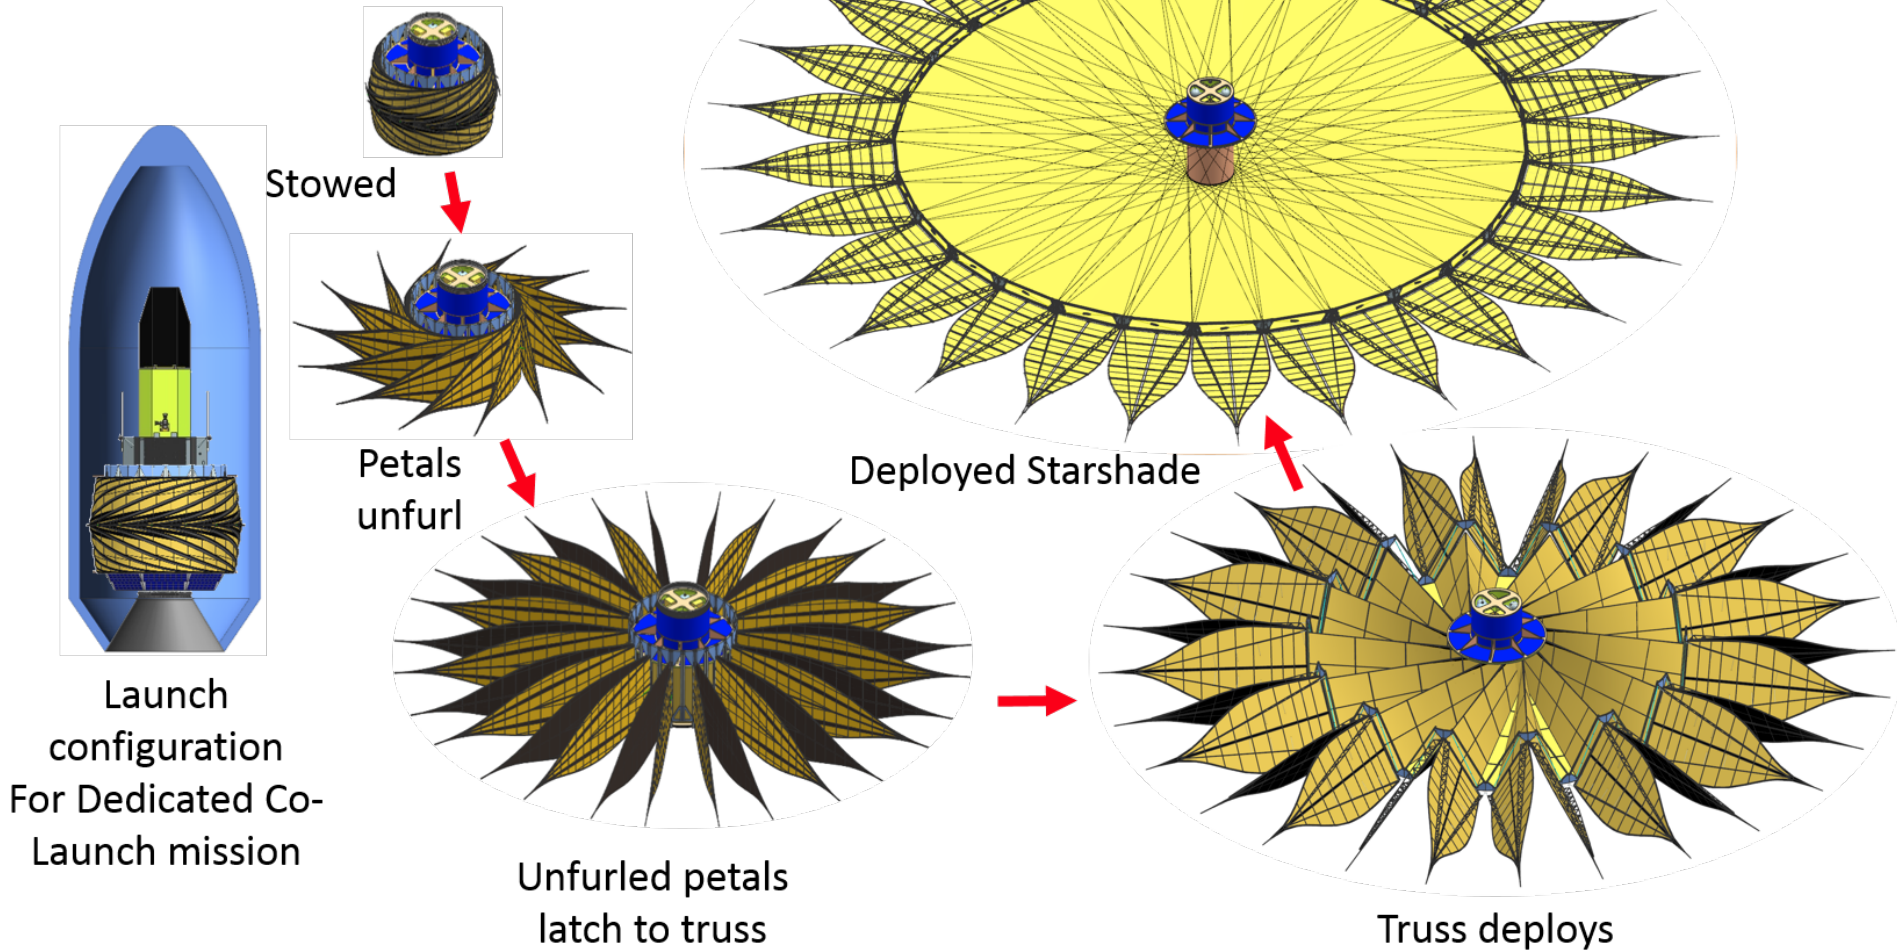 Stowed
Petals
unfurl
Deployed Starshade
Launch
configuration
For Dedicated Co-
Launch mission
Unfurled petals
latch to truss
Truss deploys